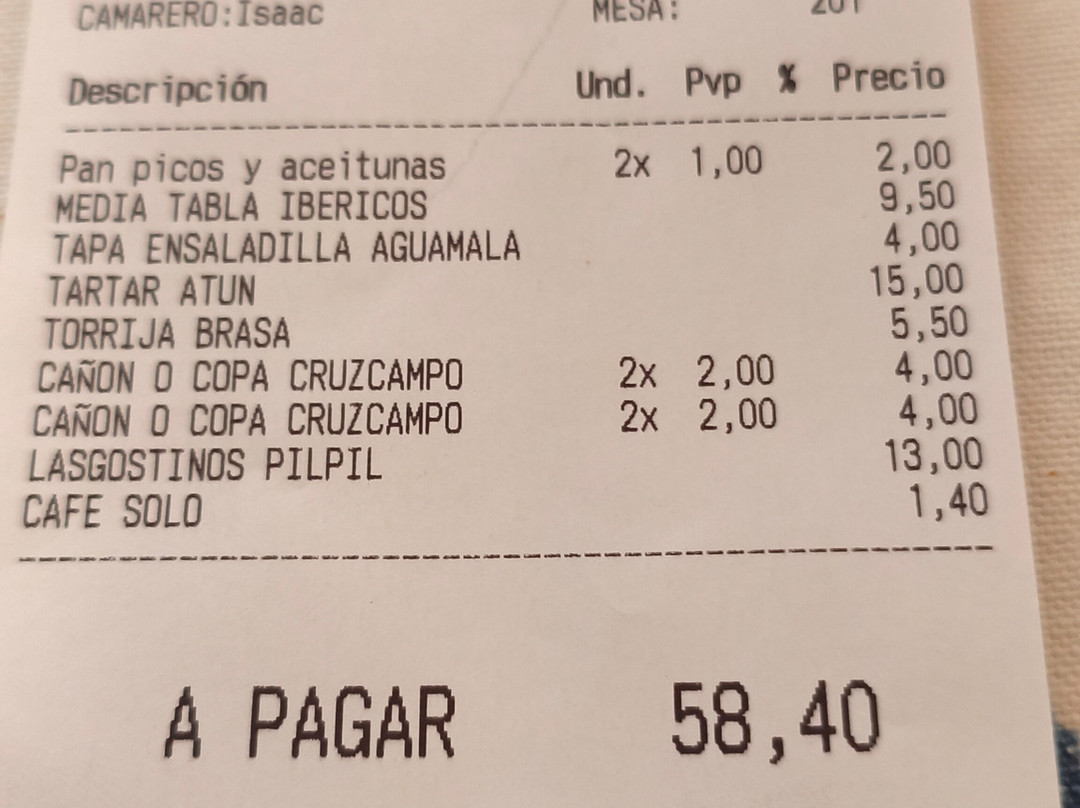 CAMARERO:Isaac MESA: 201
Descripción Und. Pvp % Precio
Pan picos y aceitunas 2x 1,00 2,00
MEDIA TABLA IBERICOS 9,50
TAPA ENSALADILLA AGUAMALA 4,00
TARTAR ATUN 15,00
TORRIJA BRASA 5,50
CAÑON O COPA CRUZCAMPO 2x 2,00 4,00
CAÑON O COPA CRUZCAMPO 2x 2,00 4,00
LASGOSTINOS PILPIL 13,00
CAFE SOLO 1,40
A PAGAR 58,40